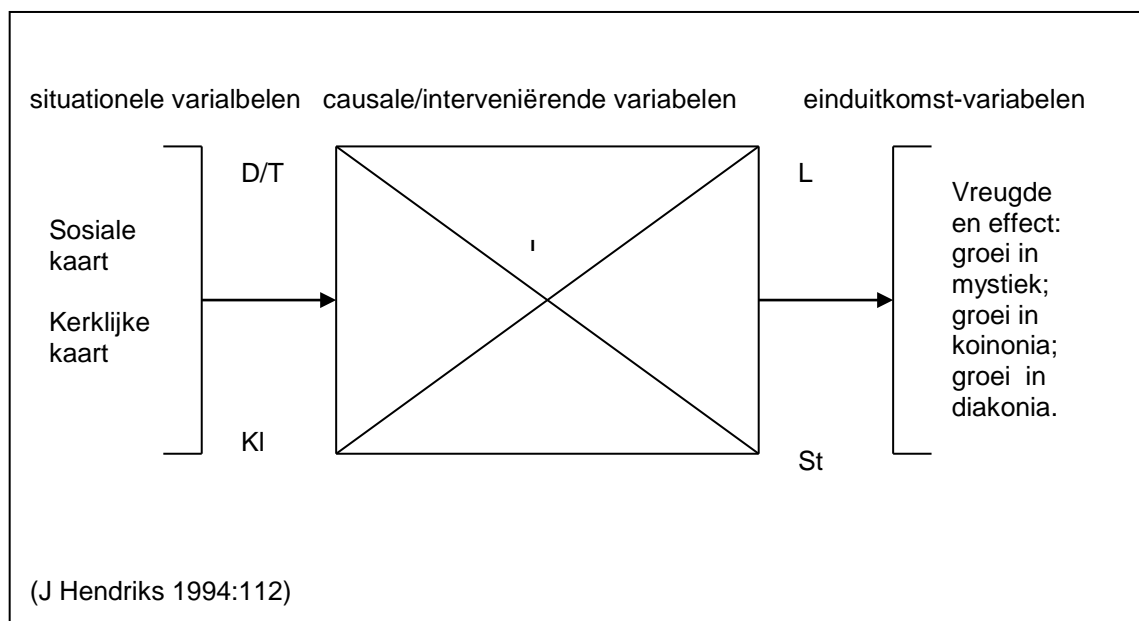 situationele varialbelen causale/interveniërende variabelen einduitkomst-variabelen
D/T
L
Sosiale
kaart
Kerklijke
kaart
I
Vreugde
en effect:
groei in
mystiek;
groei in
koinonia;
groei in
diakonia.
Kl
St
(J Hendriks 1994:112)